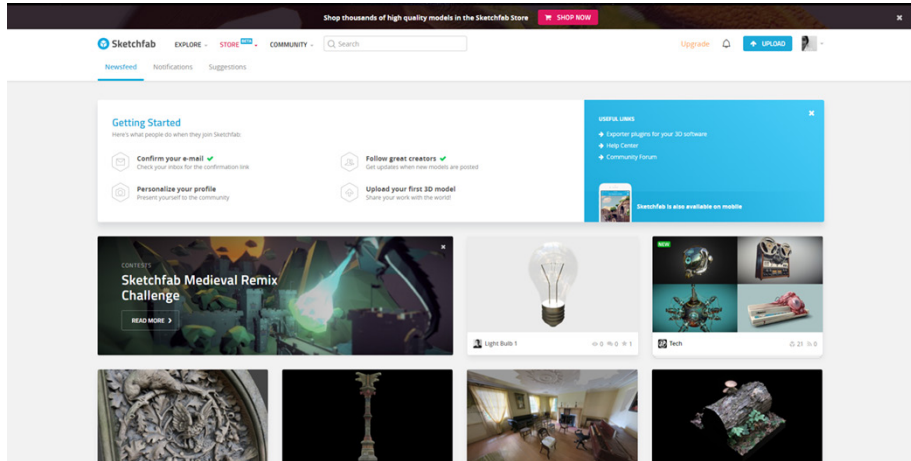 Shop thousands of high quality models in the Sketchfab Store
SHOP NOW
Sketchfab
EXPLORE
STORE BETA
COMMUNITY
Search
Upgrade
UPLOAD
Newsfeed
Notifications
Suggestions
Getting Started
Here's what people do when they join Sketchfab:
Confirm your e-mail
Check your inbox for the confirmation link
Follow great creators
Get updates when new models are posted
Personalize your profile
Present yourself to the community
Upload your first 3D model
Share your work with the world!
USEFUL LINKS
Exporter plugins for your 3D software
Help Center
Community Forum
Sketchfab is also available on mobile
CONTESTS
Sketchfab Medieval Remix
Challenge
READ MORE
Light Bulb 1
0 0 1
NEW
Tech
21 0